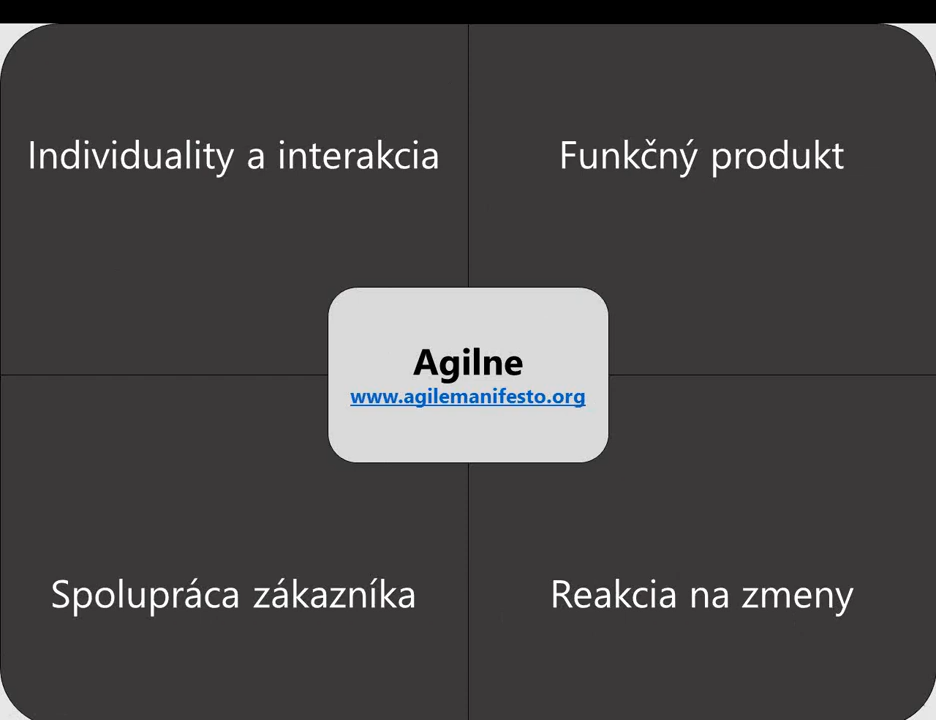 Individuality a interakcia
Funkčný produkt
Agilne
www.agilemanifesto.org
Spolupráca zákazníka
Reakcia na zmeny